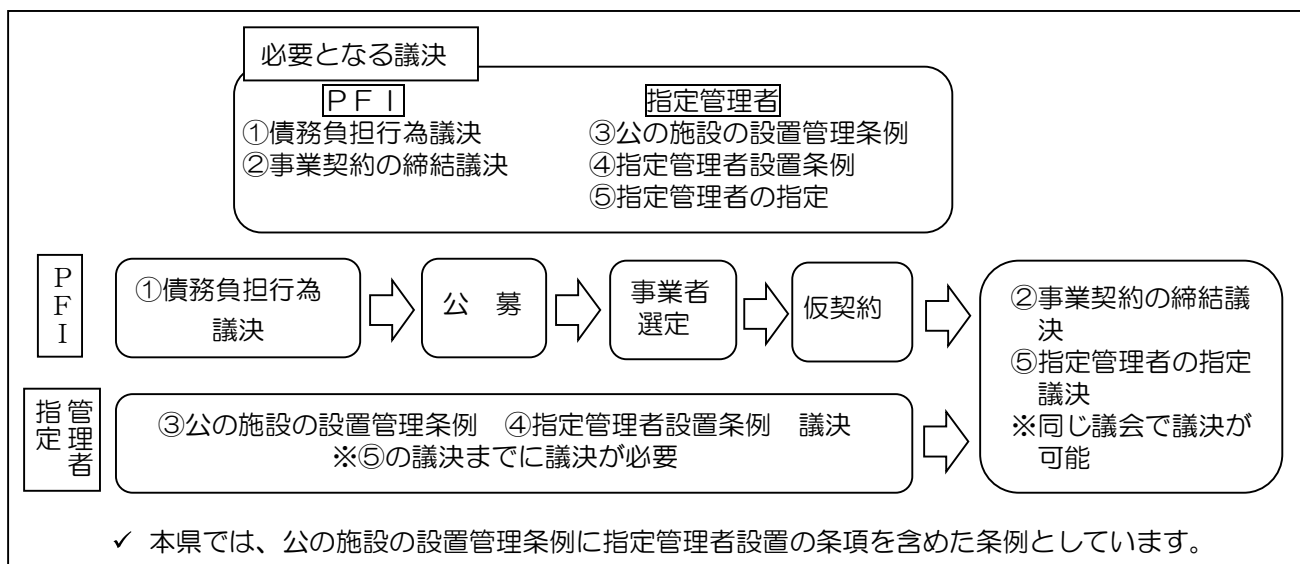 必要となる議決
ＰＦＩ
①債務負担行為議決
②事業契約の締結議決
指定管理者
③公の施設の設置管理条例
④指定管理者設置条例
⑤指定管理者の指定
ＰＦＩ
①債務負担行為
議決
公　募
事業者
選定
仮契約
②事業契約の締結議
決
⑤指定管理者の指定
議決
※同じ議会で議決が
可能
指定
管理者
③公の施設の設置管理条例　④指定管理者設置条例　議決
※⑤の議決までに議決が必要
✓ 本県では、公の施設の設置管理条例に指定管理者設置の条項を含めた条例としています。